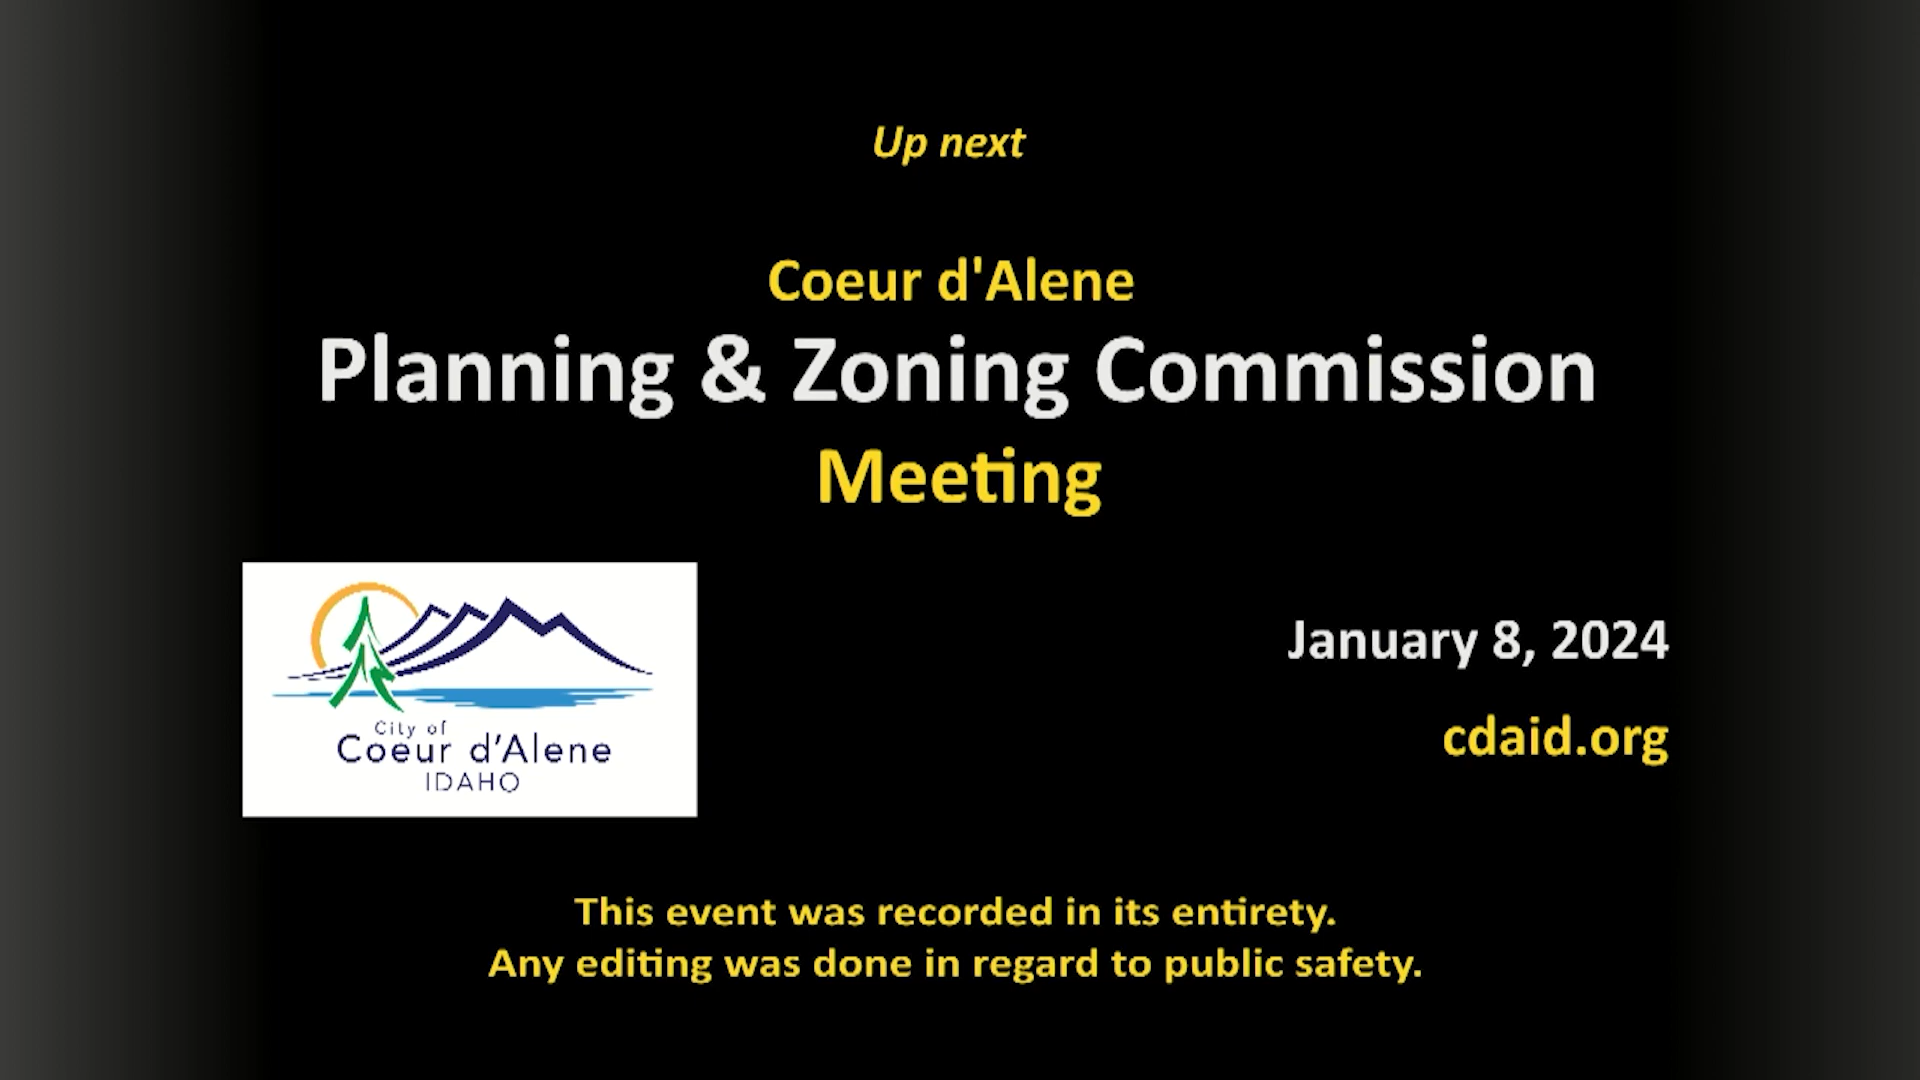 Up next
Coeur d'Alene
Planning & Zoning Commission
Meeting
City of
Coeur d'Alene
IDAHO
January 8, 2024
cdaid.org
This event was recorded in its entirety.
Any editing was done in regard to public safety.